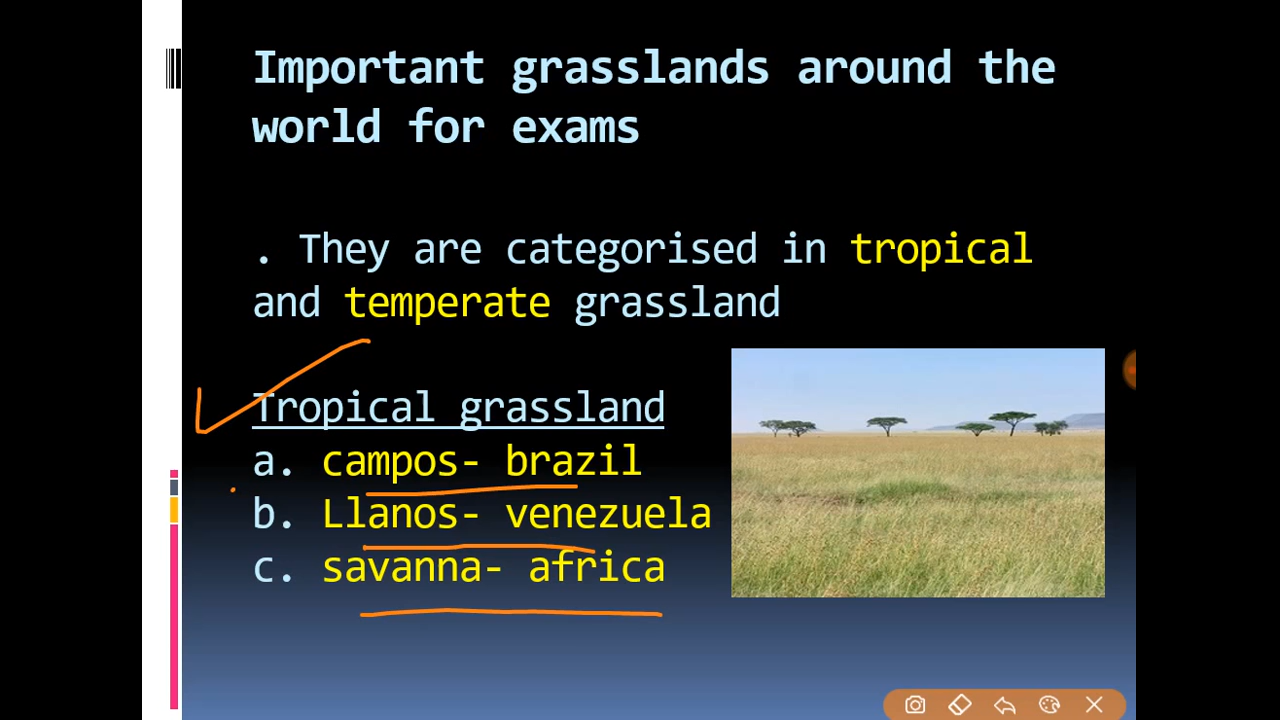 Important grasslands around the
world for exams
. They are categorised in tropical
and temperate grassland
Tropical grassland
a. campos- brazil
b. Llanos- venezuela
c. savanna- africa